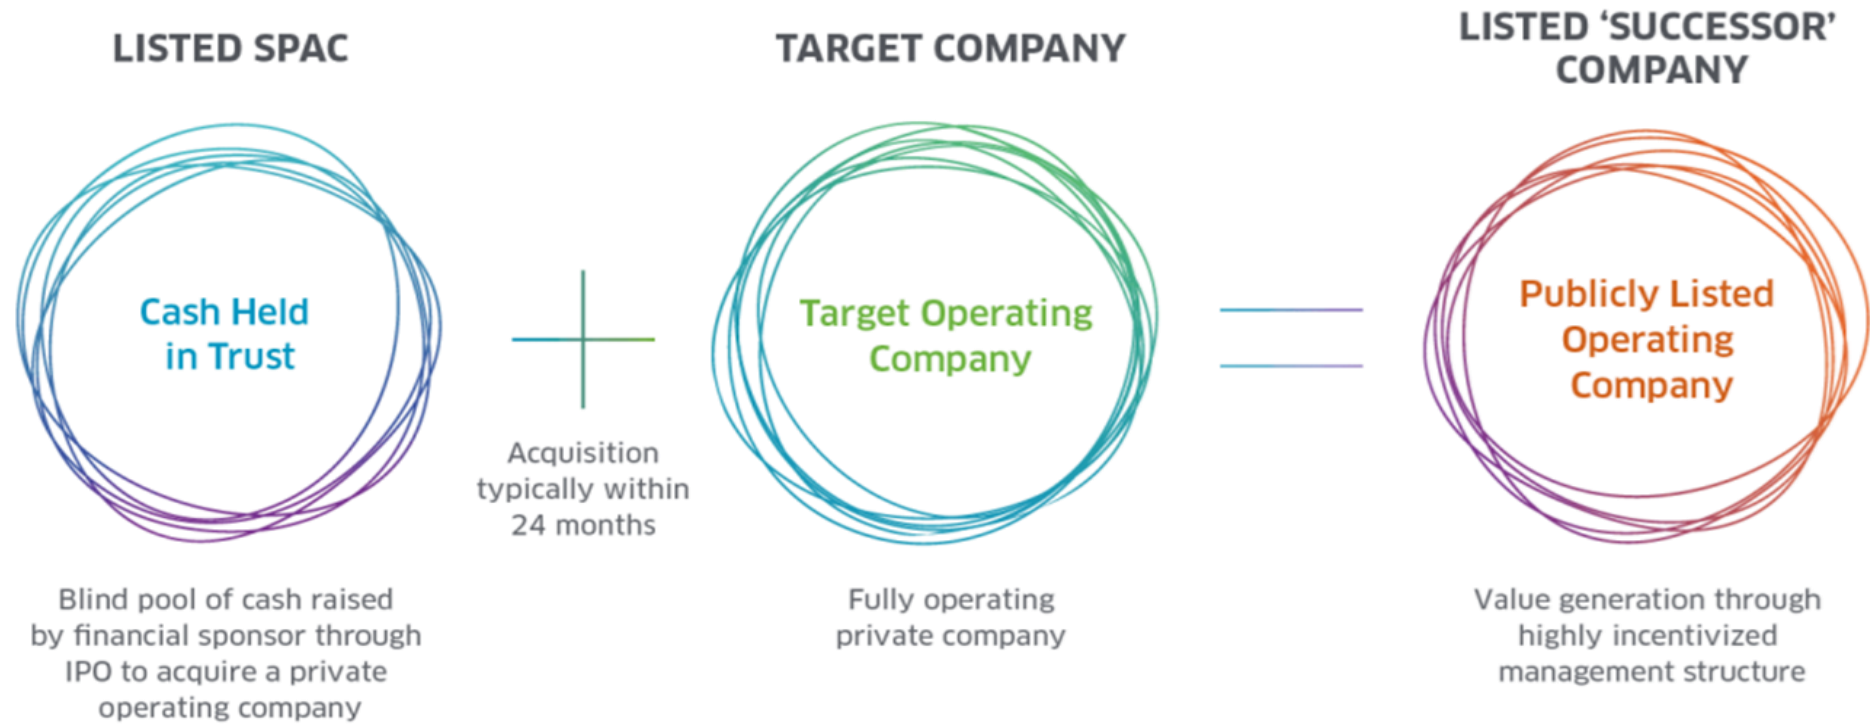 LISTED SPAC
Cash Held
in Trust
Blind pool of cash raised
by financial sponsor through
IPO to acquire a private
operating company
Acquisition
typically within
24 months
TARGET COMPANY
Target Operating
Company
Fully operating
private company
LISTED ‘SUCCESSOR’
COMPANY
Publicly Listed
Operating
Company
Value generation through
highly incentivized
management structure